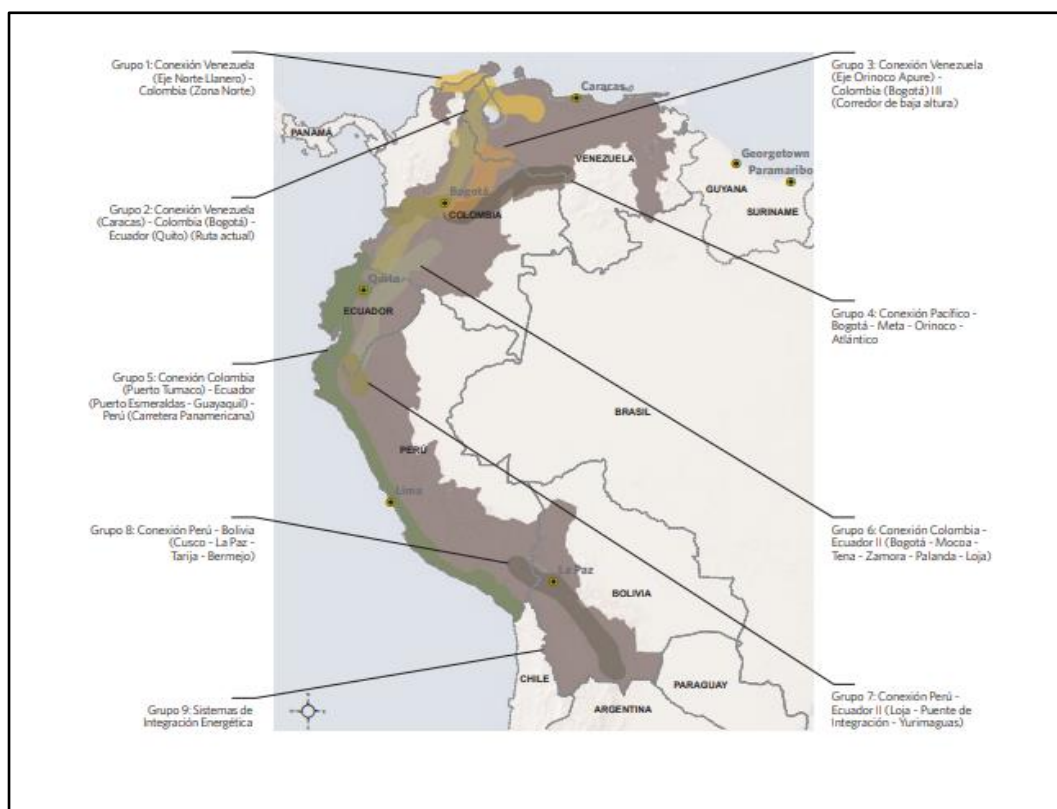 Grupo 1: Conexión Venezuela
(Eje Norte Llanero) -
Colombia (Zona Norte)
Grupo 3: Conexión Venezuela
(Eje Orinoco Apure) -
Colombia (Bogotá) III
(Corredor de baja altura)
Caracas
PANAMÁ
VENEZUELA
Georgetown
Paramaribo
GUYANA
SURINAME
Bogotá
COLOMBIA
Grupo 2: Conexión Venezuela
(Caracas) - Colombia (Bogotá) -
Ecuador (Quito) (Ruta actual)
Quito
ECUADOR
Grupo 4: Conexión Pacífico -
Bogotá - Meta - Orinoco -
Atlántico
Grupo 5: Conexión Colombia
(Puerto Tumaco) - Ecuador
(Puerto Esmeraldas - Guayaquil) -
Perú (Carretera Panamericana)
BRASIL
PERÚ
Lima
Grupo 8: Conexión Perú - Bolivia
(Cusco - La Paz -
Tarija - Bermejo)
Grupo 6: Conexión Colombia -
Ecuador II (Bogotá - Mocoa -
Tena - Zamora - Palanda - Loja)
La Paz
BOLIVIA
CHILE
PARAGUAY
ARGENTINA
Grupo 9: Sistemas de
Integración Energética
Grupo 7: Conexión Perú -
Ecuador II (Loja - Puente de
Integración - Yurimaguas)